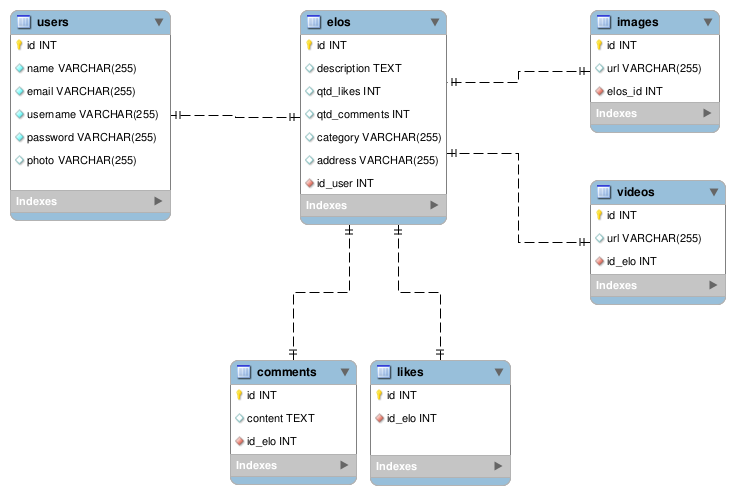 users
id INT
name VARCHAR(255)
email VARCHAR(255)
username VARCHAR(255)
password VARCHAR(255)
photo VARCHAR(255)
Indexes
elos
id INT
description TEXT
qtd_likes INT
qtd_comments INT
category VARCHAR(255)
address VARCHAR(255)
id_user INT
Indexes
images
id INT
url VARCHAR(255)
elos_id INT
Indexes
videos
id INT
url VARCHAR(255)
id_elo INT
Indexes
comments
id INT
content TEXT
id_elo INT
Indexes
likes
id INT
id_elo INT
Indexes